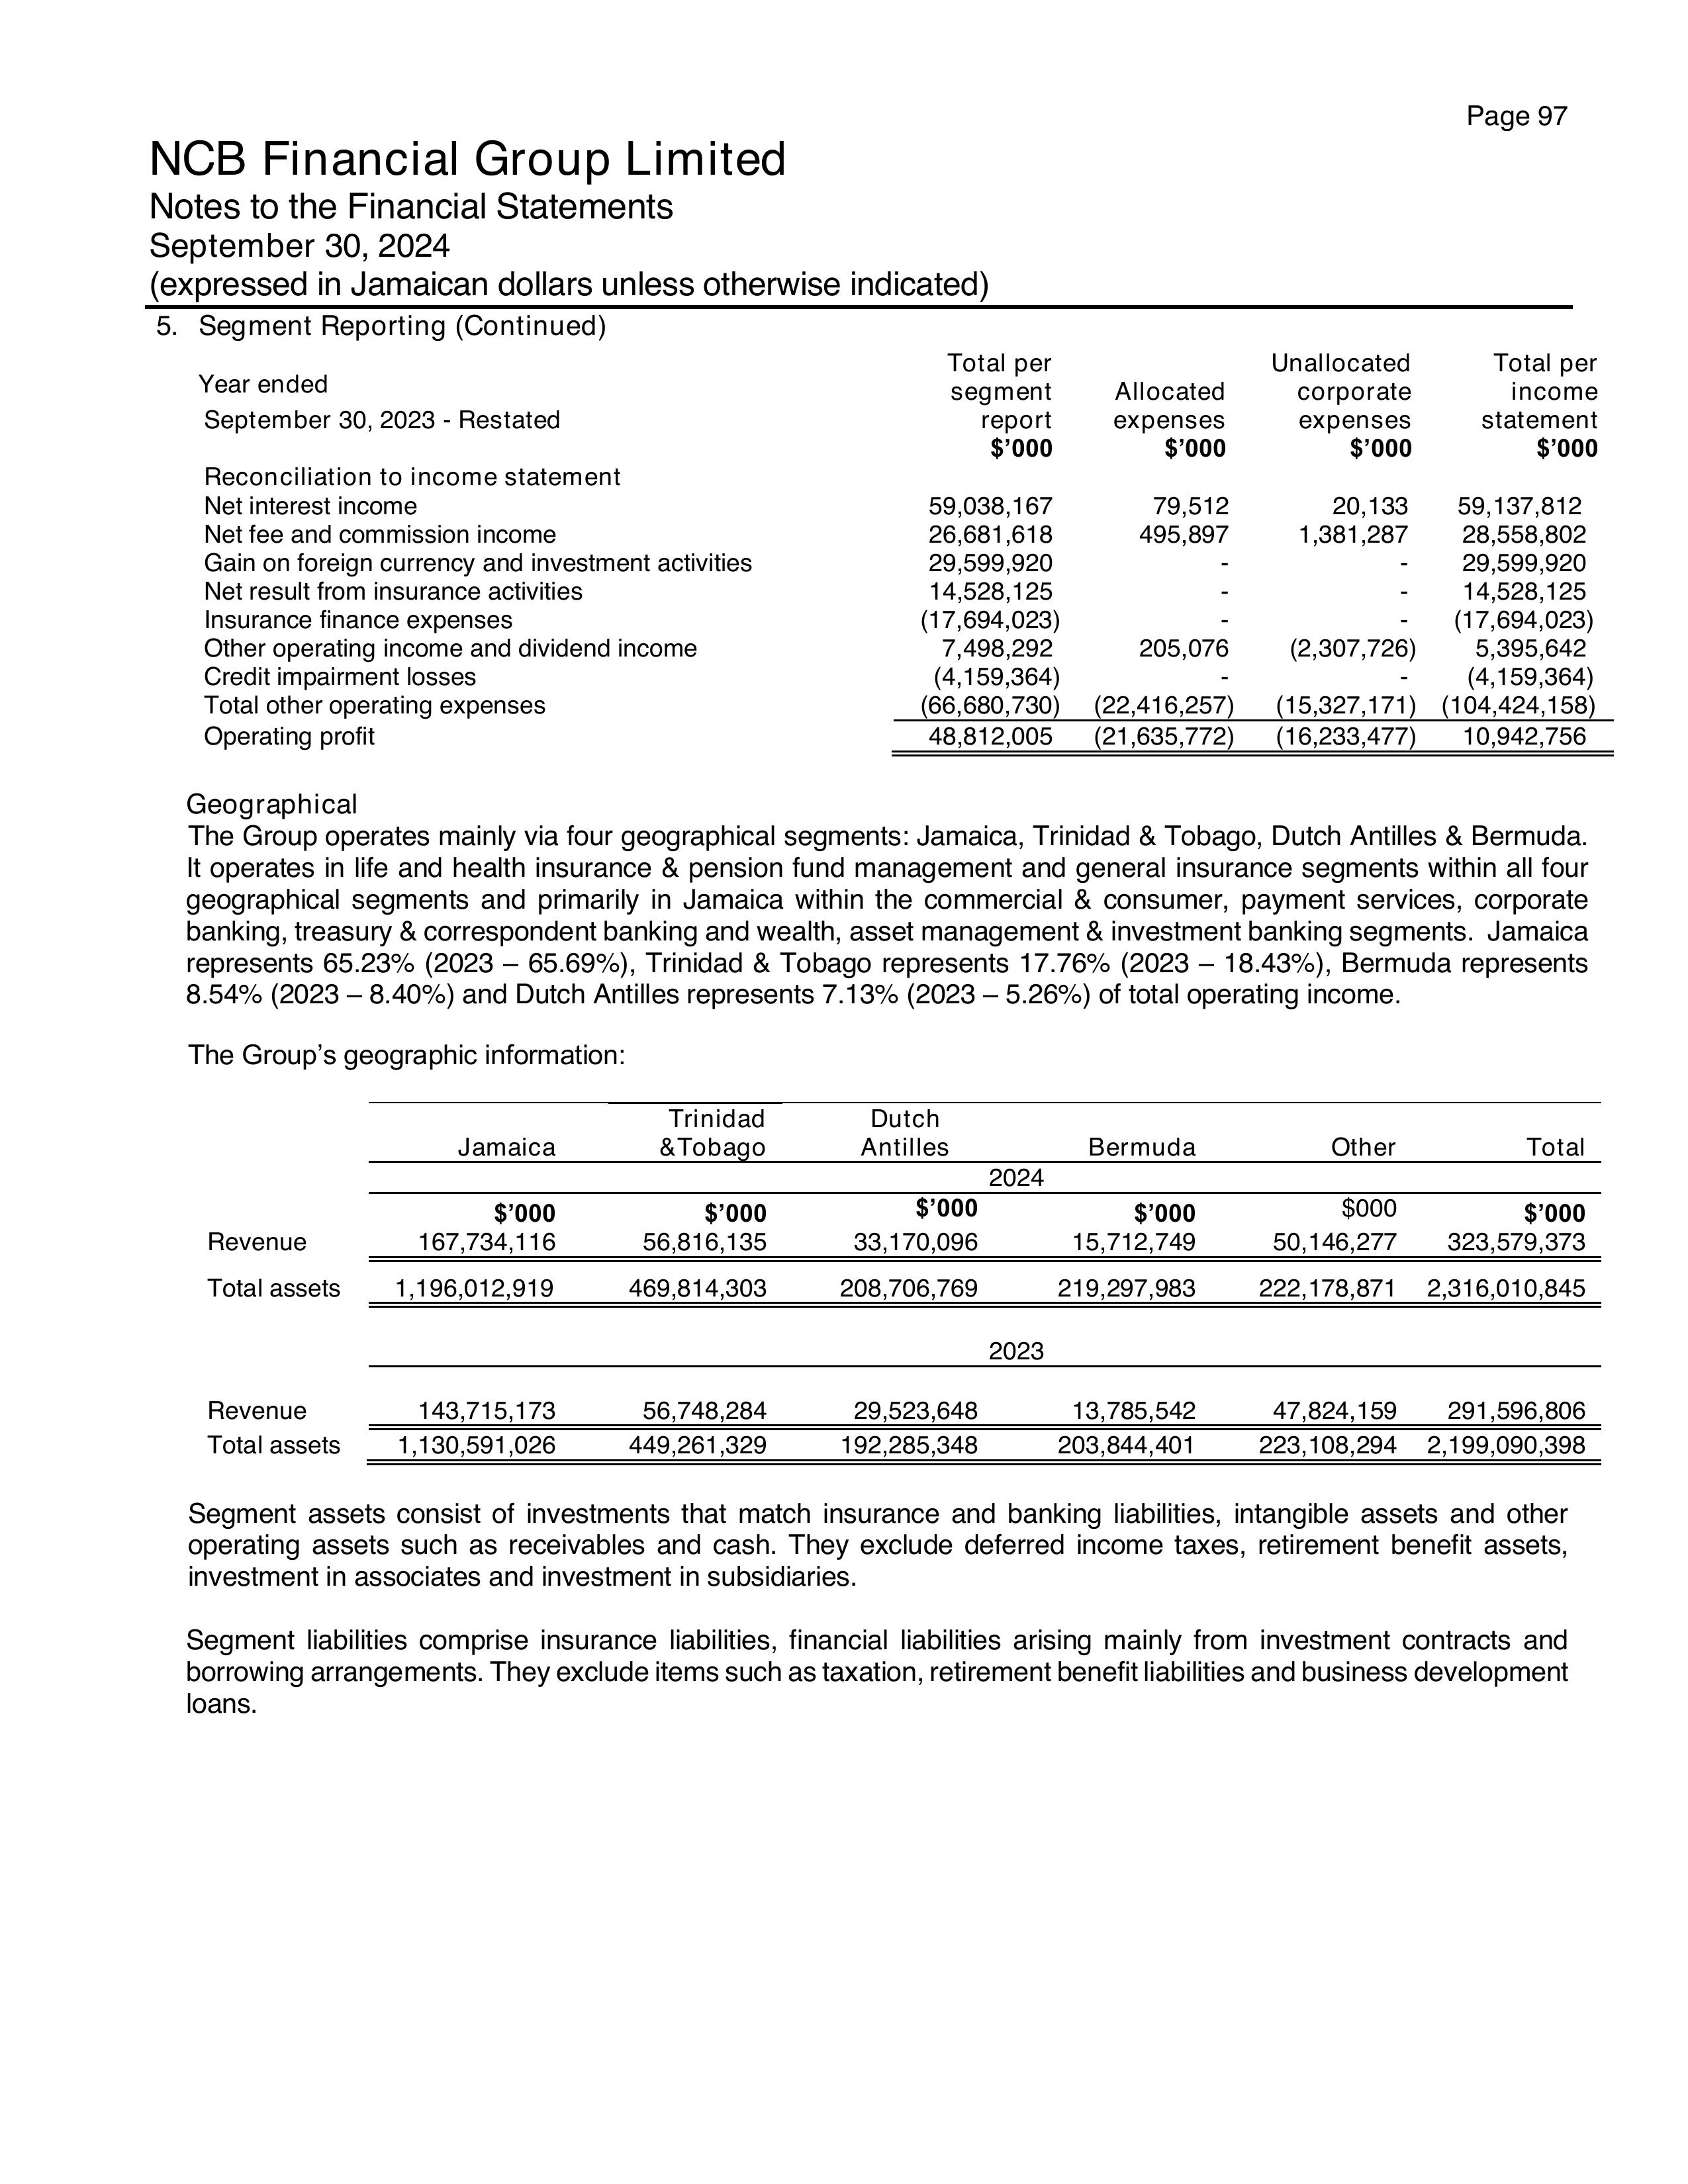 Page 97
NCB Financial Group Limited
Notes to the Financial Statements
September 30, 2024
(expressed in Jamaican dollars unless otherwise indicated)
5. Segment Reporting (Continued)
Year ended
September 30, 2023 - Restated
Total per segment report $’000
Allocated expenses $’000
Unallocated corporate expenses $’000
Total per income statement $’000
Reconciliation to income statement
Net interest income 59,038,167 79,512 20,133 59,137,812
Net fee and commission income 26,681,618 495,897 1,381,287 28,558,802
Gain on foreign currency and investment activities 29,599,920 - - 29,599,920
Net result from insurance activities 14,528,125 - - 14,528,125
Insurance finance expenses (17,694,023) - - (17,694,023)
Other operating income and dividend income 7,498,292 205,076 (2,307,726) 5,395,642
Credit impairment losses (4,159,364) - - (4,159,364)
Total other operating expenses (66,680,730) (22,416,257) (15,327,171) (104,424,158)
Operating profit 48,812,005 (21,635,772) (16,233,477) 10,942,756
Geographical
The Group operates mainly via four geographical segments: Jamaica, Trinidad & Tobago, Dutch Antilles & Bermuda.
It operates in life and health insurance & pension fund management and general insurance segments within all four
geographical segments and primarily in Jamaica within the commercial & consumer, payment services, corporate
banking, treasury & correspondent banking and wealth, asset management & investment banking segments. Jamaica
represents 65.23% (2023 – 65.69%), Trinidad & Tobago represents 17.76% (2023 – 18.43%), Bermuda represents
8.54% (2023 – 8.40%) and Dutch Antilles represents 7.13% (2023 – 5.26%) of total operating income.
The Group’s geographic information:
Trinidad Dutch
Jamaica &Tobago Antilles Bermuda Other Total
2024
$’000 $’000 $’000 $’000 $000 $’000
Revenue 167,734,116 56,816,135 33,170,096 15,712,749 50,146,277 323,579,373
Total assets 1,196,012,919 469,814,303 208,706,769 219,297,983 222,178,871 2,316,010,845
2023
Revenue 143,715,173 56,748,284 29,523,648 13,785,542 47,824,159 291,596,806
Total assets 1,130,591,026 449,261,329 192,285,348 203,844,401 223,108,294 2,199,090,398
Segment assets consist of investments that match insurance and banking liabilities, intangible assets and other
operating assets such as receivables and cash. They exclude deferred income taxes, retirement benefit assets,
investment in associates and investment in subsidiaries.
Segment liabilities comprise insurance liabilities, financial liabilities arising mainly from investment contracts and
borrowing arrangements. They exclude items such as taxation, retirement benefit liabilities and business development
loans.